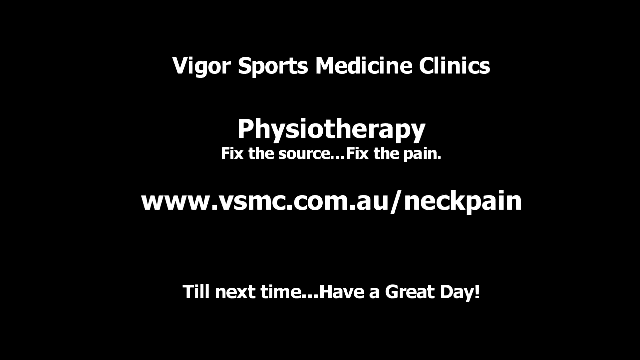 Vigor Sports Medicine Clinics
Physiotherapy
Fix the source...Fix the pain.
www.vsmc.com.au/neckpain
Till next time...Have a Great Day!